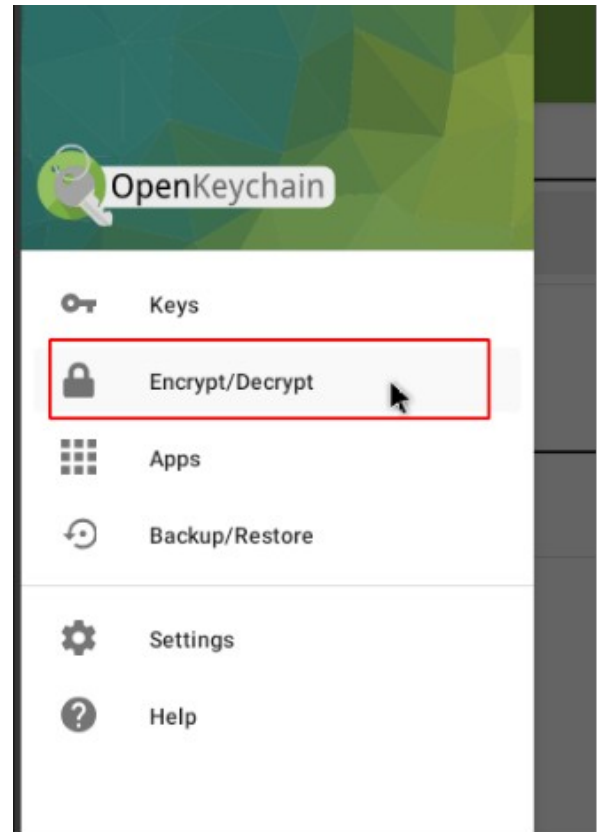 OpenKeychain
Keys
Encrypt/Decrypt
Apps
Backup/Restore
Settings
Help